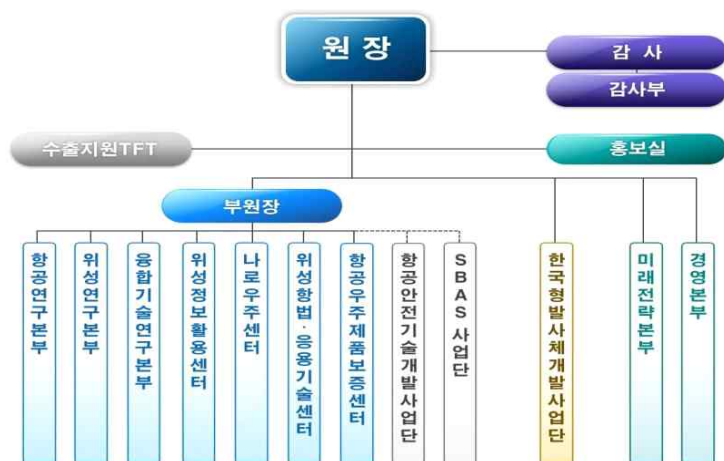 원장
감사
감사부
수출지원TFT
홍보실
부원장
항공연구본부
위성연구본부
융합기술연구본부
위성정보활용센터
나로우주센터
위성항법·응용기술센터
항공우주제품보증센터
항공안전기술개발사업단
SBAS 사업단
한국형발사체개발사업단
미래전략본부
경영본부